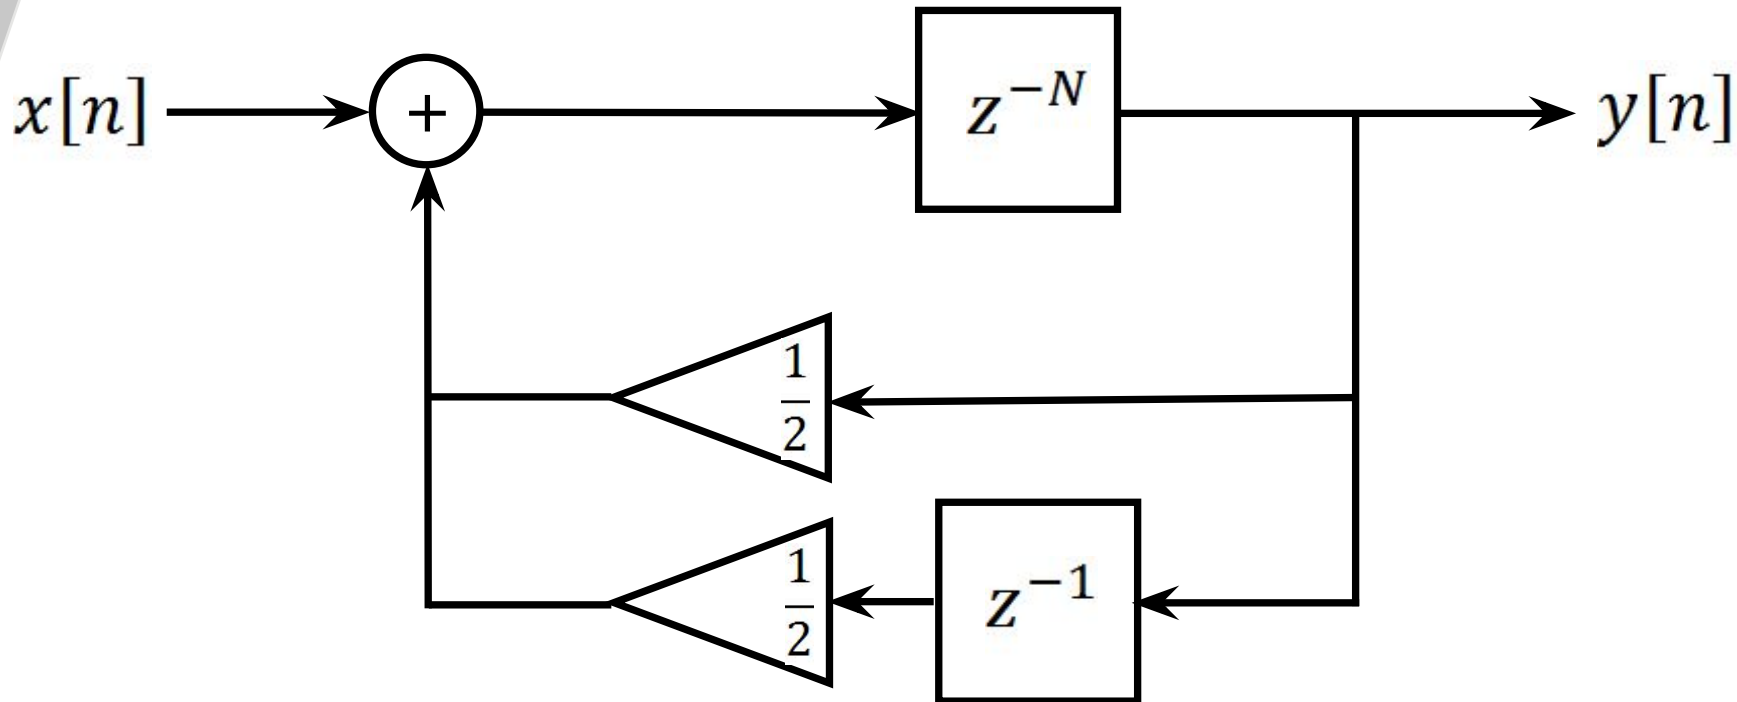 x[n]
+
z^{-N}
y[n]
1/2
1/2
z^{-1}